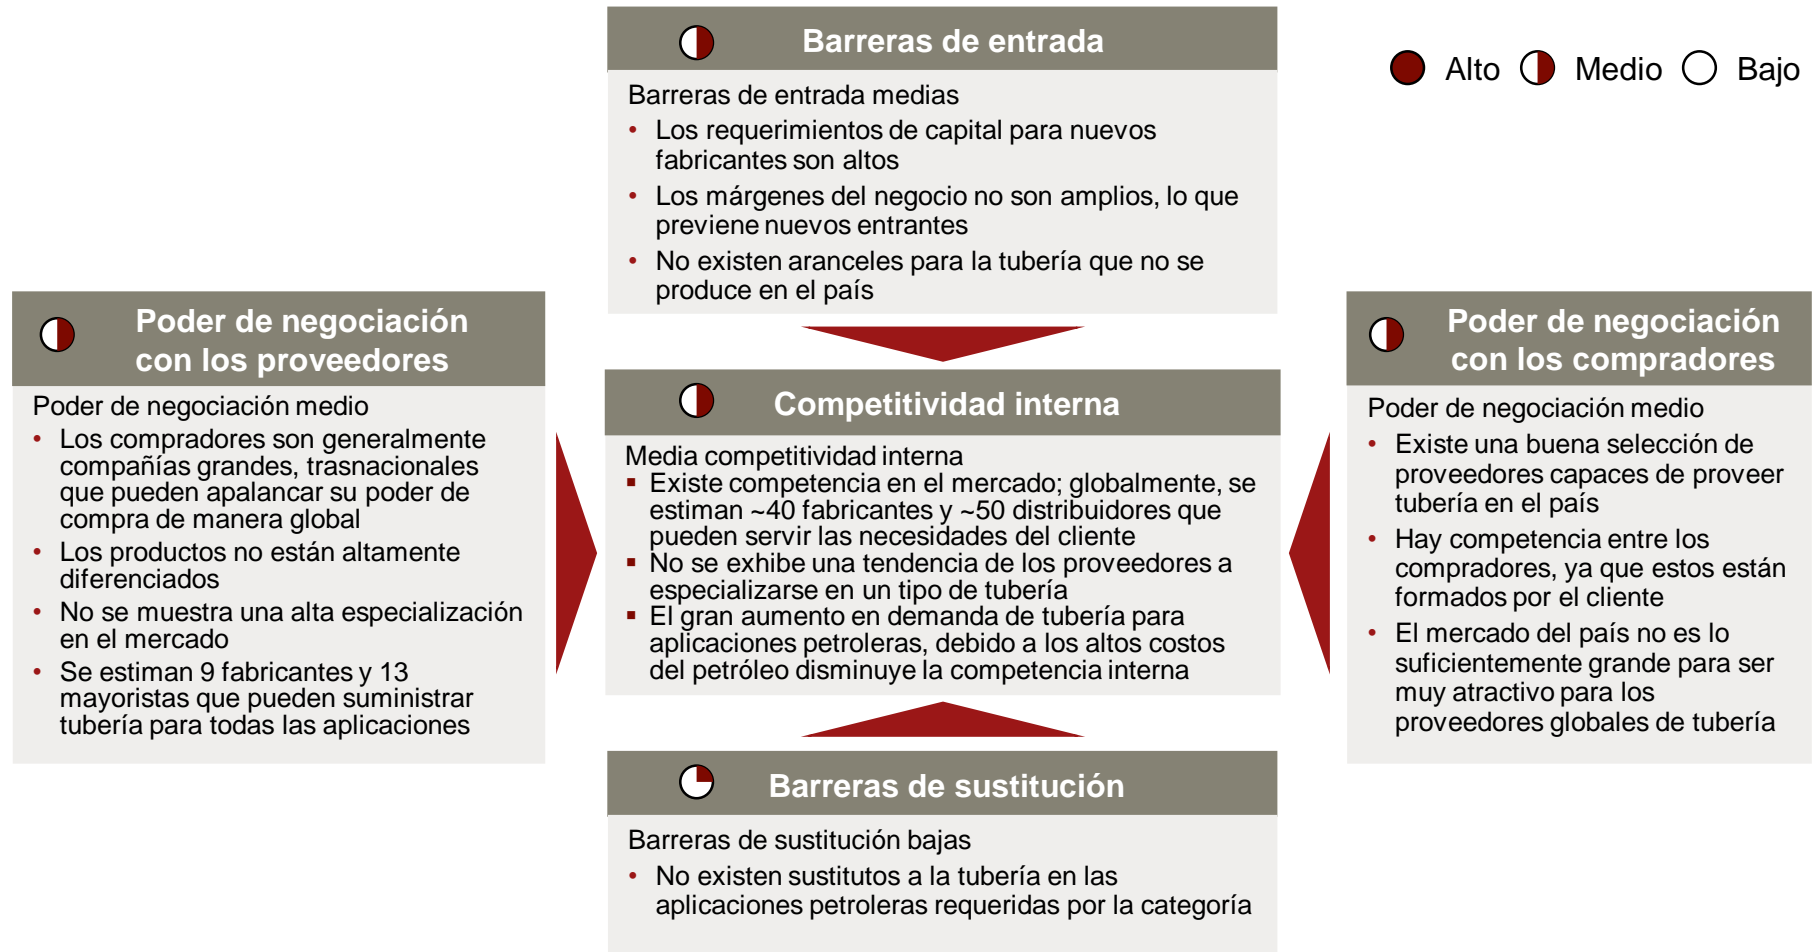 Barreras de entrada
Barreras de entrada medias
• Los requerimientos de capital para nuevos
fabricantes son altos
• Los márgenes del negocio no son amplios, lo que
previene nuevos entrantes
• No existen aranceles para la tubería que no se
produce en el país
Alto Medio Bajo
Poder de negociación
con los proveedores
Poder de negociación medio
• Los compradores son generalmente
compañías grandes, trasnacionales
que pueden apalancar su poder de
compra de manera global
• Los productos no están altamente
diferenciados
• No se muestra una alta especialización
en el mercado
• Se estiman 9 fabricantes y 13
mayoristas que pueden suministrar
tubería para todas las aplicaciones
Competitividad interna
Media competitividad interna
▪ Existe competencia en el mercado; globalmente, se
estiman ~40 fabricantes y ~50 distribuidores que
pueden servir las necesidades del cliente
▪ No se exhibe una tendencia de los proveedores a
especializarse en un tipo de tubería
▪ El gran aumento en demanda de tubería para
aplicaciones petroleras, debido a los altos costos
del petróleo disminuye la competencia interna
Poder de negociación
con los compradores
Poder de negociación medio
• Existe una buena selección de
proveedores capaces de proveer
tubería en el país
• Hay competencia entre los
compradores, ya que estos están
formados por el cliente
• El mercado del país no es lo
suficientemente grande para ser
muy atractivo para los
proveedores globales de tubería
Barreras de sustitución
Barreras de sustitución bajas
• No existen sustitutos a la tubería en las
aplicaciones petroleras requeridas por la categoría